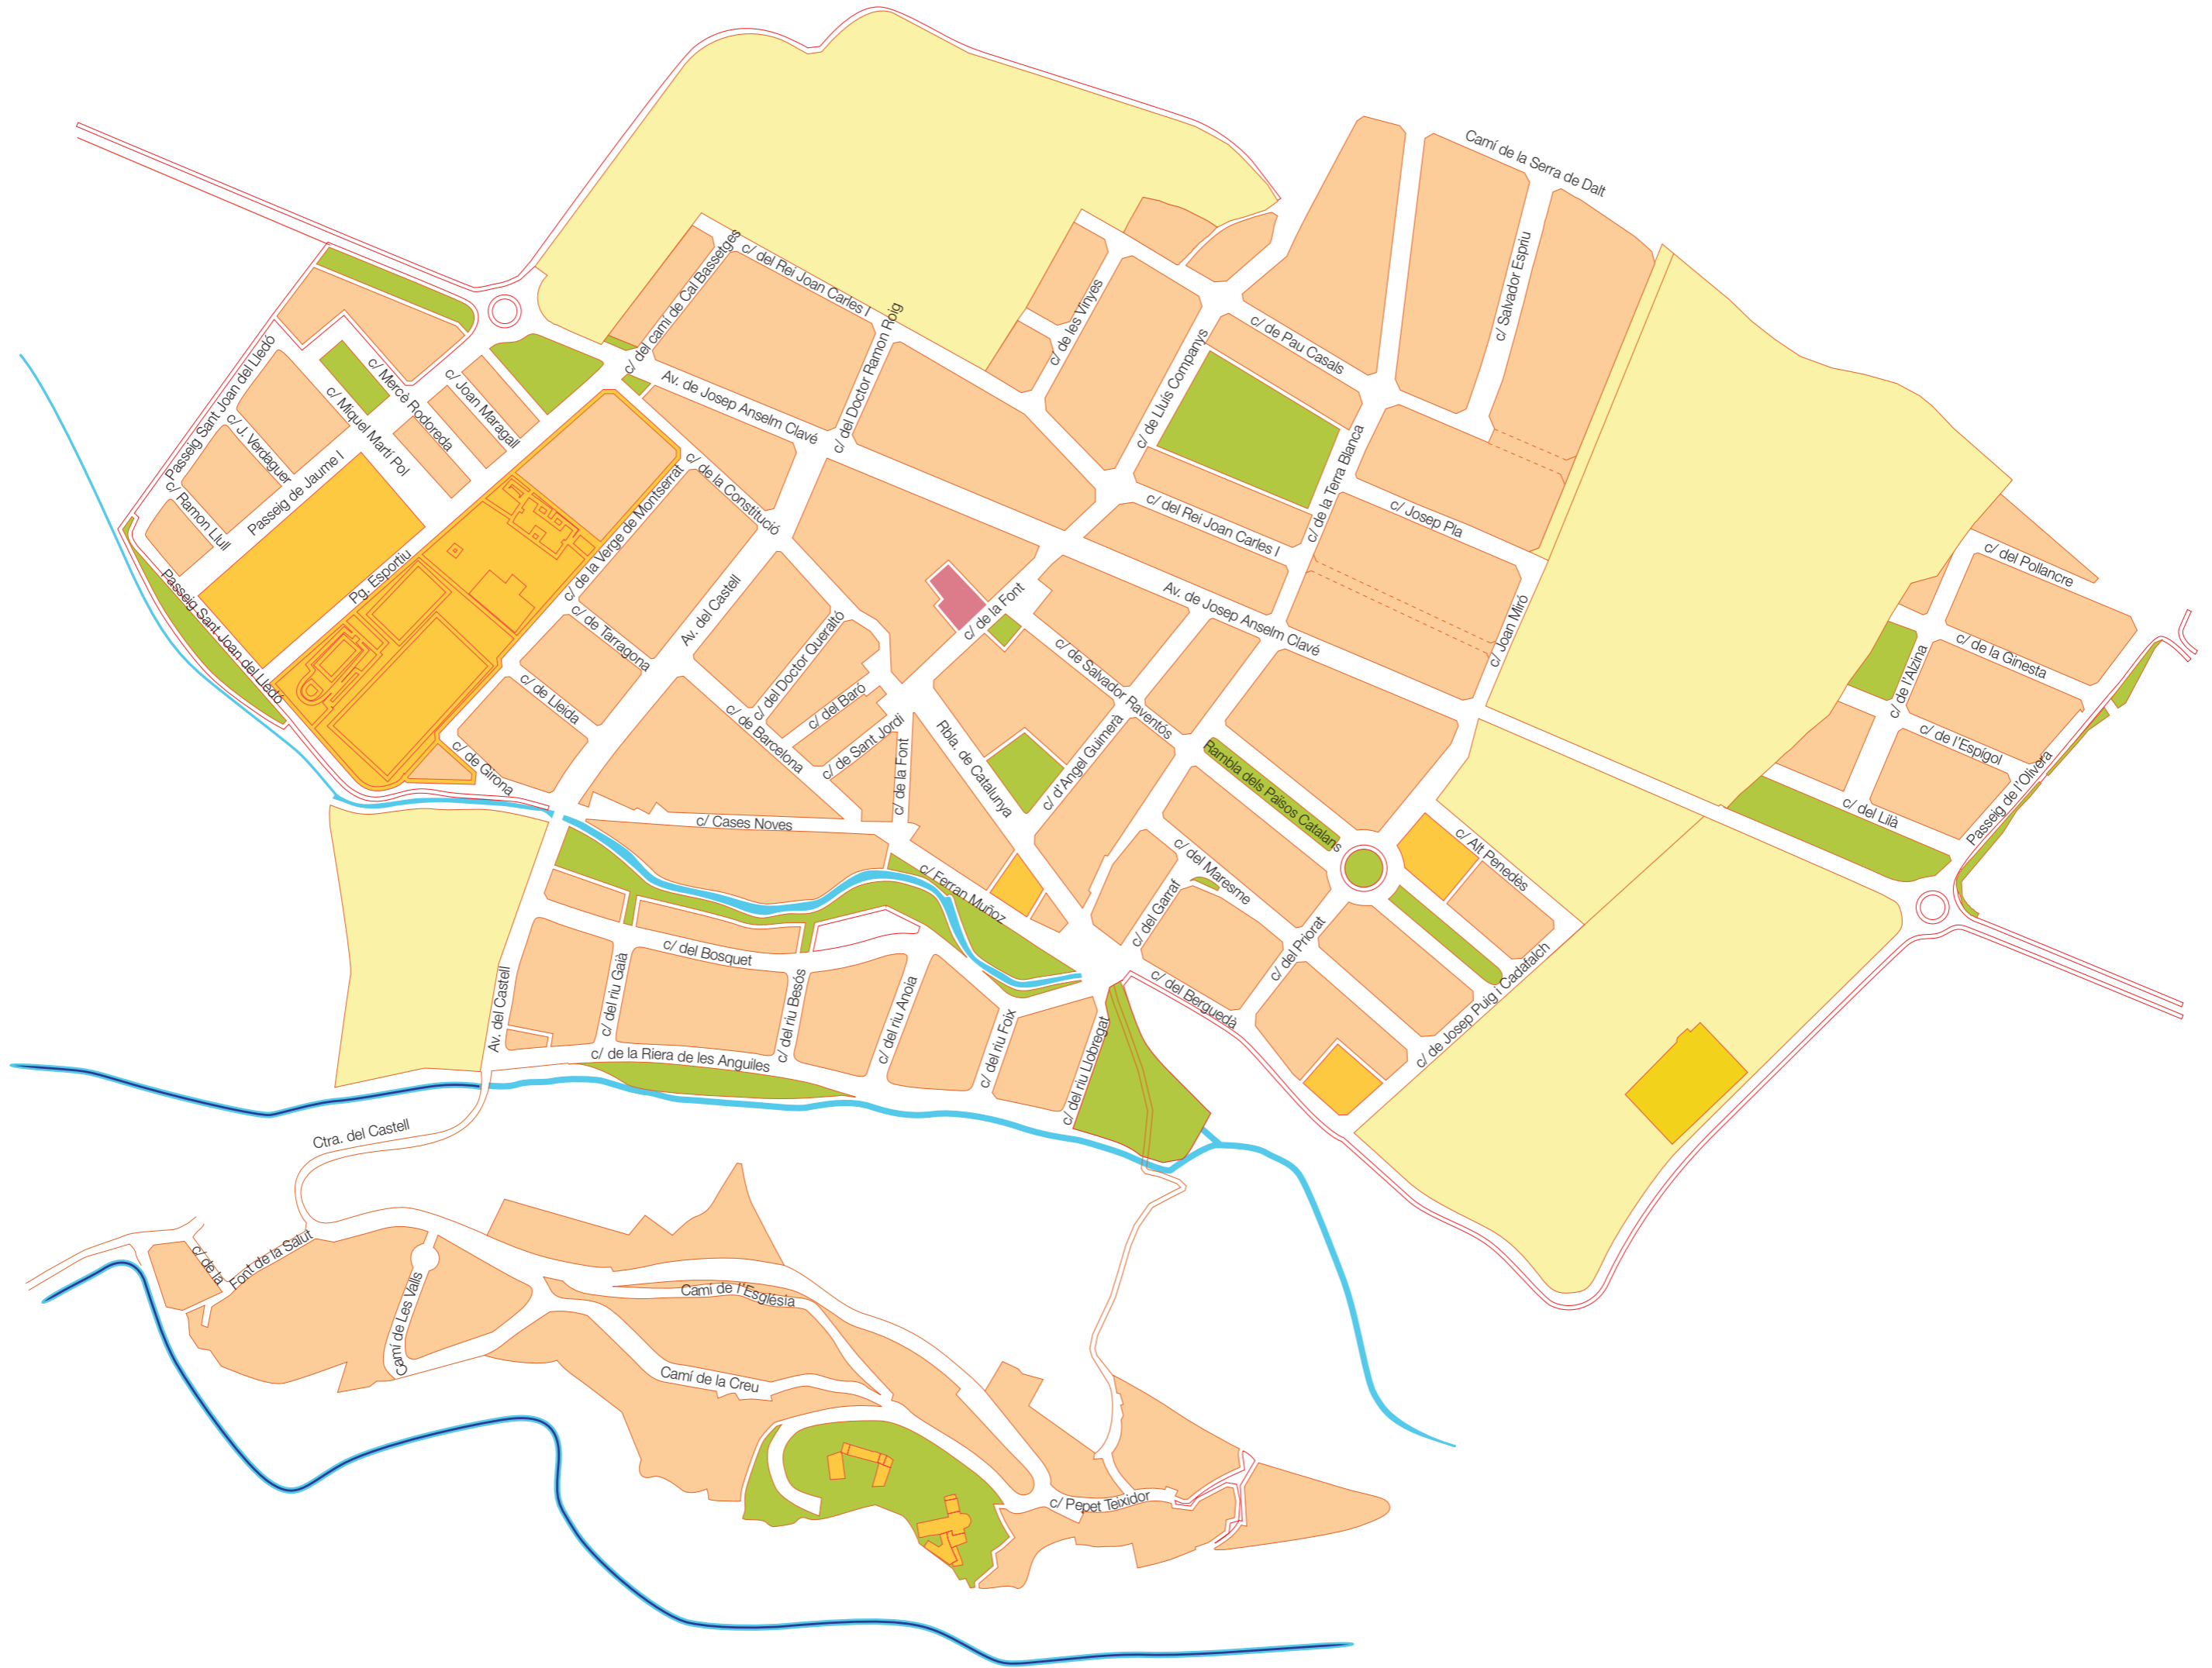 Camí de la Serra de Dalt
c/ Salvador Espriu
c/ del camí de Cal Bassetges
c/ del Rei Joan Carles I
c/ de les Vinyes
c/ del Doctor Ramon Roig
c/ de Lluís Companys
c/ de Pau Casals
Passeig Sant Joan del Lledó
c/ Mercè Rodoreda
c/ Joan Maragall
c/ Miquel Martí Pol
c/ J. Verdaguer
c/ Ramon Llull
Passeig de Jaume I
Av. de Josep Anselm Clavé
c/ de la Constitució
c/ de la Verge de Montserrat
c/ de la Terra Blanca
c/ del Rei Joan Carles I
c/ Josep Pla
c/ del Pollancre
Passeig Sant Joan del Lledó
Pg. Esportiu
c/ de Tarragona
Av. del Castell
c/ de la Font
Av. de Josep Anselm Clavé
c/ Joan Miró
c/ de la Ginesta
c/ de l'Alzina
c/ de Lleida
c/ del Doctor Queraltó
c/ del Baró
c/ de Salvador Raventós
c/ de Barcelona
c/ de Sant Jordi
c/ de Girona
c/ de la Font
Rbla. de Catalunya
c/ d'Angel Guimerà
Rambla dels Països Catalans
c/ de l'Espígol
Passeig de l'Olivera
c/ del Lilà
c/ Cases Noves
c/ Ferran Muñoz
c/ del Maresme
c/ Alt Penedès
c/ del Garraf
c/ del Priorat
c/ del Bosquet
c/ del Berguedà
c/ de Josep Puig i Cadafalch
Av. del Castell
c/ del riu Gaià
c/ del riu Besós
c/ del riu Anoia
c/ del riu Foix
c/ del riu Llobregat
c/ de la Riera de les Anguiles
Ctra. del Castell
c/ de la
Font de la Salut
Camí de Les Valls
Camí de l'Església
Camí de la Creu
c/ Pepet Teixidor